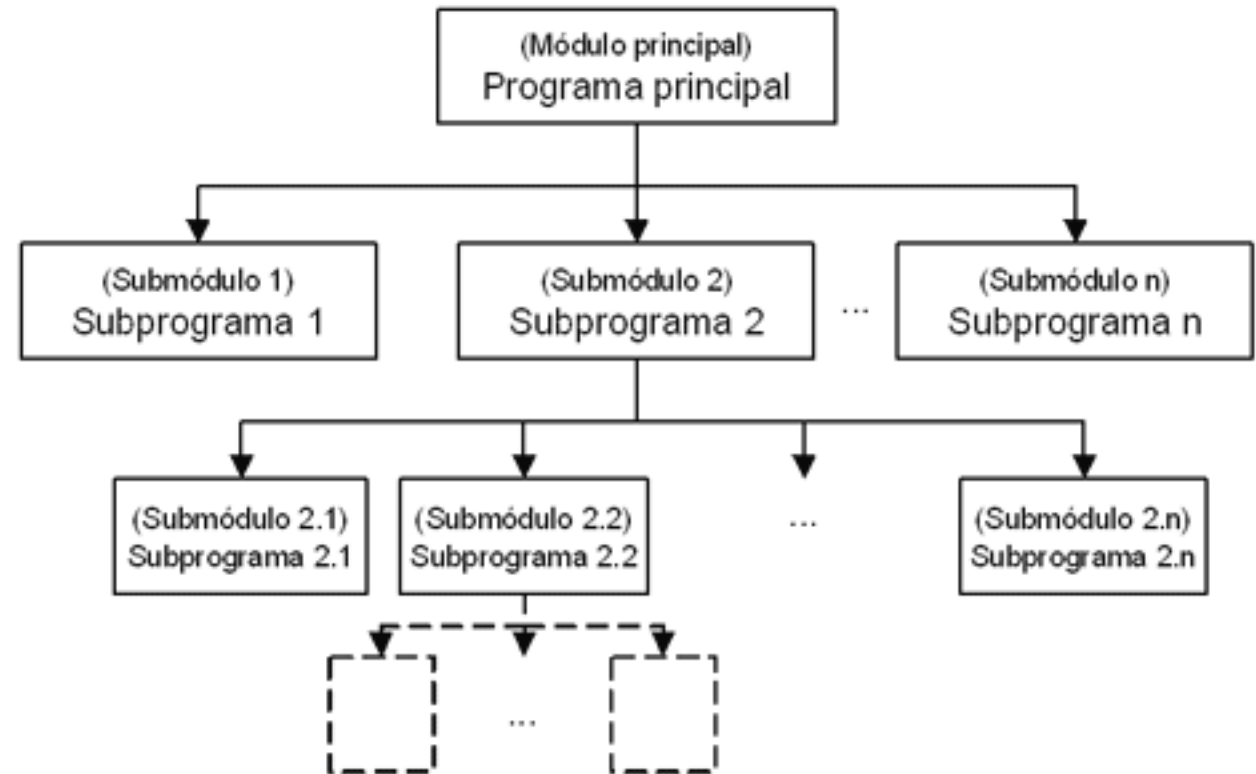 (Módulo principal)
Programa principal
(Submódulo 1)
Subprograma 1
(Submódulo 2)
Subprograma 2
...
(Submódulo n)
Subprograma n
(Submódulo 2.1)
Subprograma 2.1
(Submódulo 2.2)
Subprograma 2.2
...
(Submódulo 2.n)
Subprograma 2.n
...